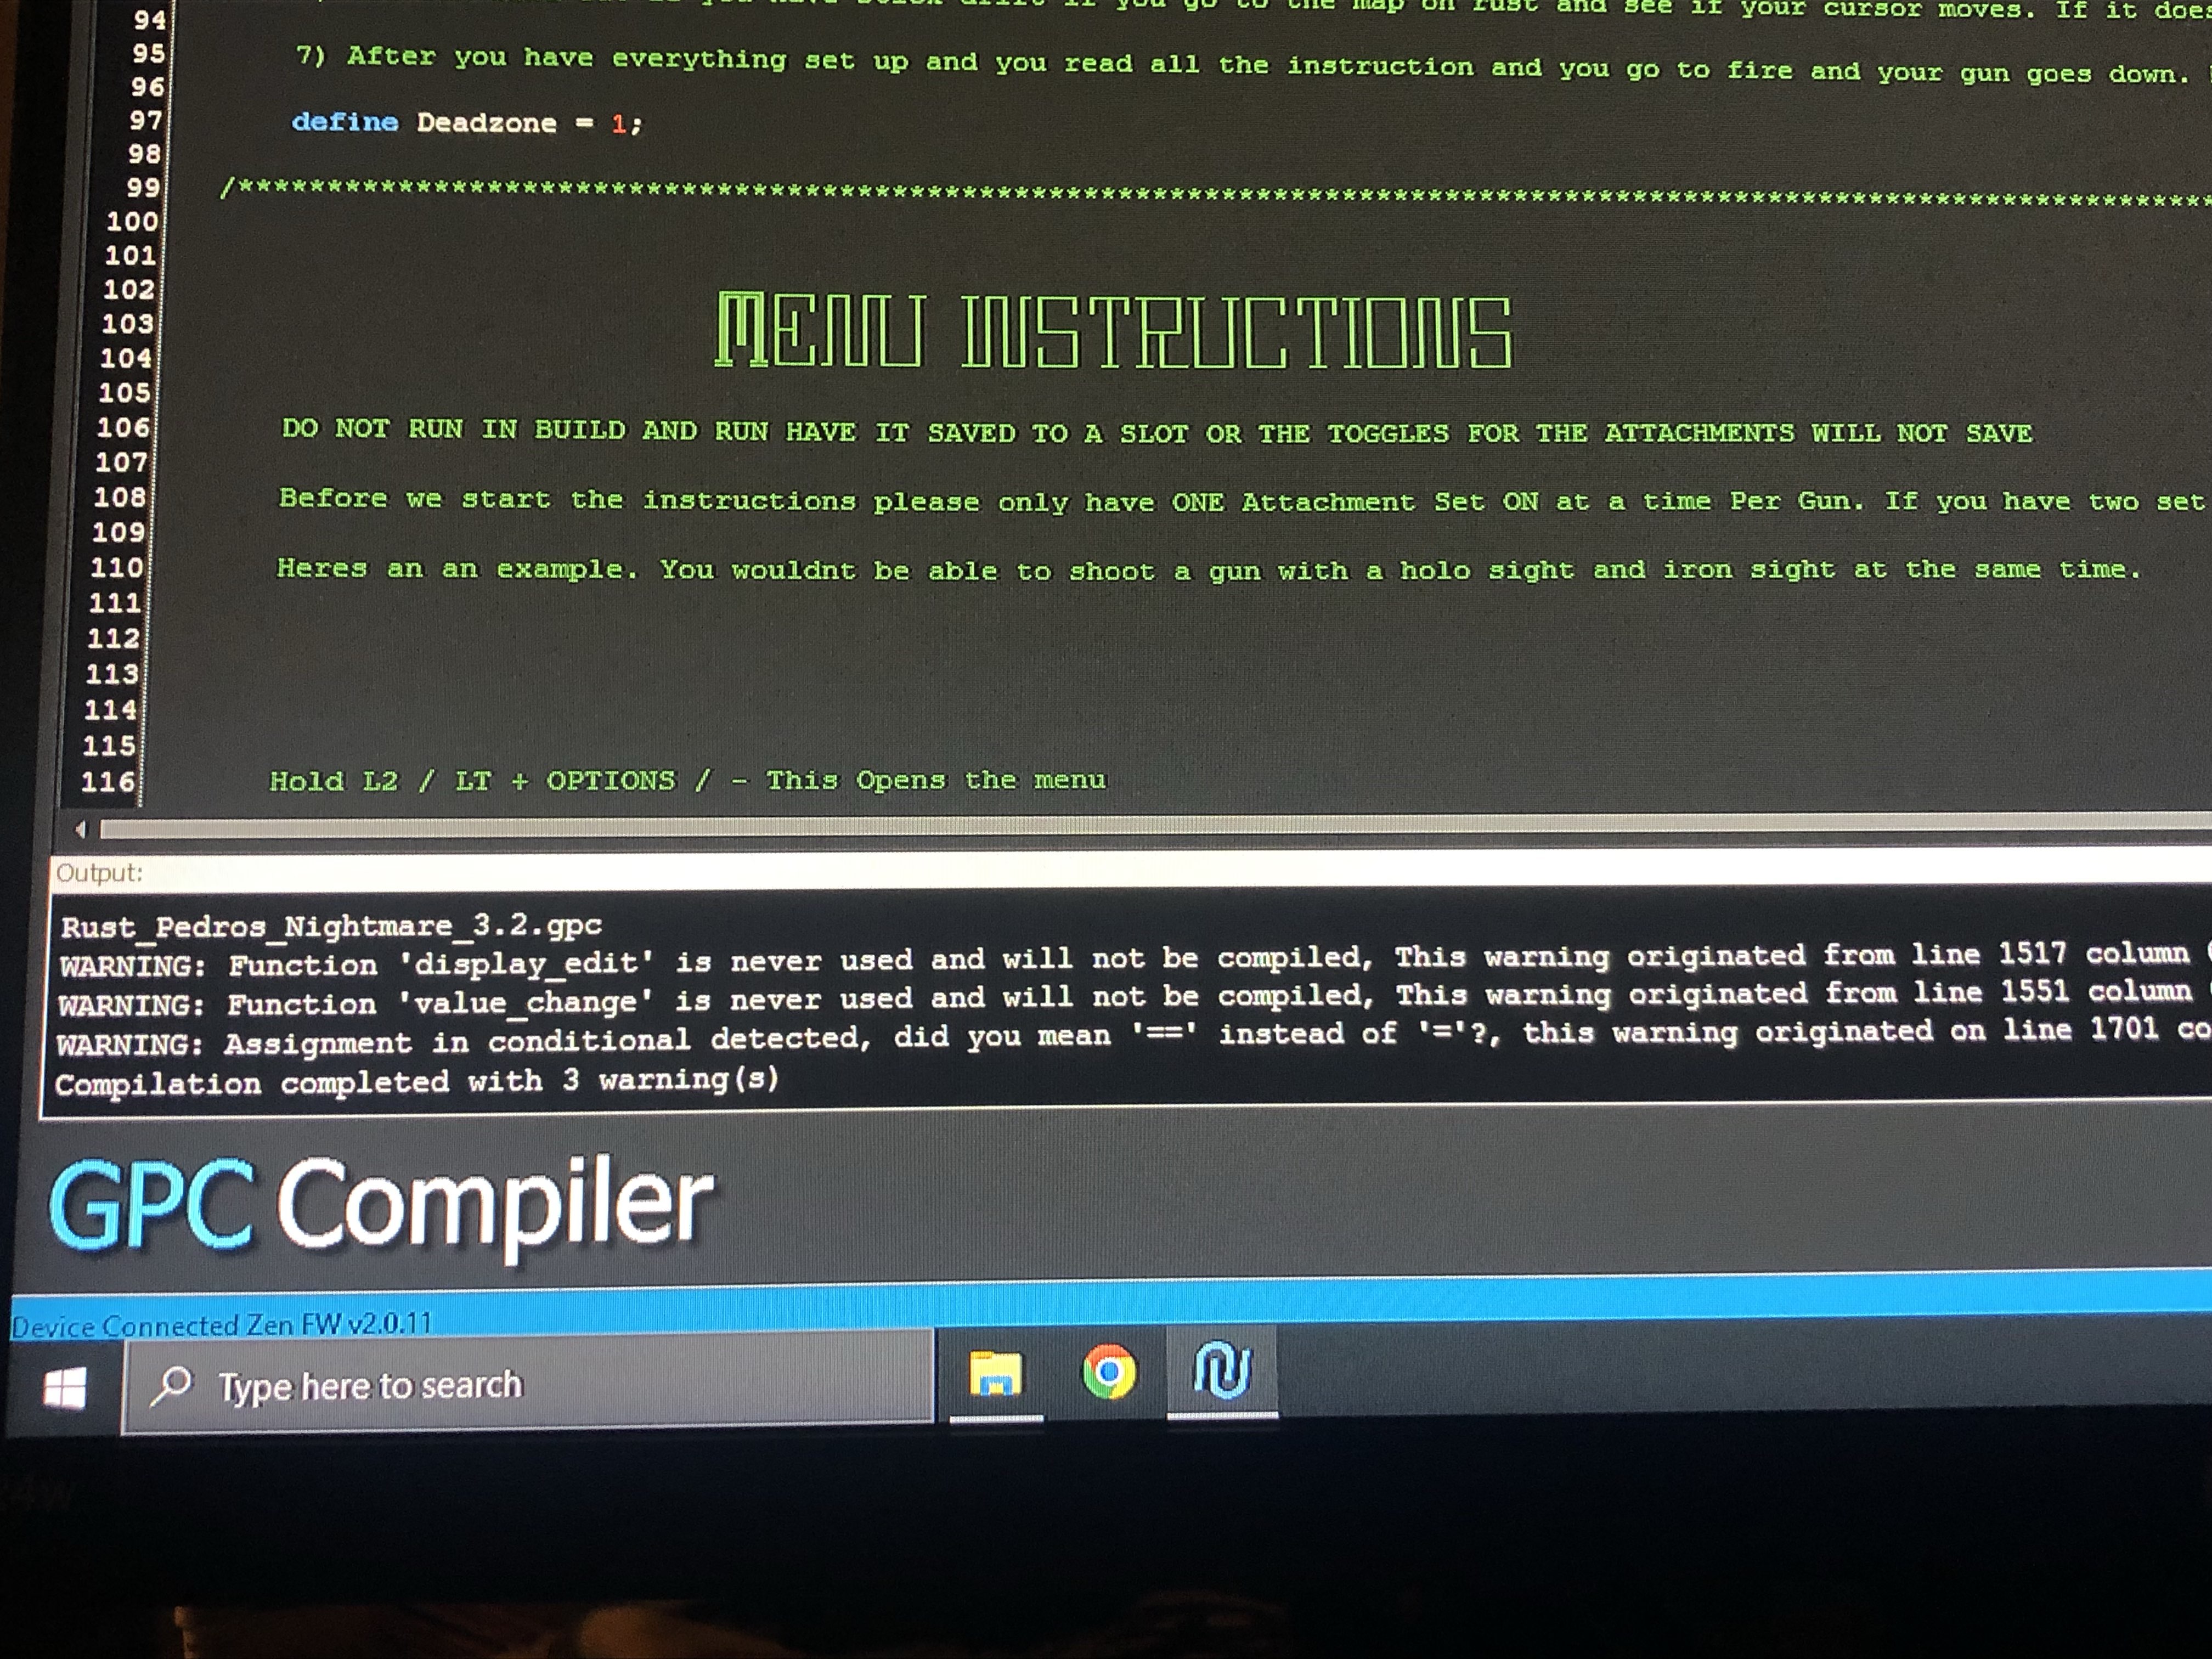 94 you go to the map on rust and see if your cursor moves. If it does
95 7) After you have everything set up and you read all the instruction and you go to fire and your gun goes down.
96
97 define Deadzone = 1;
98
99 /***************************************************************************************************************
100
101
102
103 MENU INSTRUCTIONS
104
105
106 DO NOT RUN IN BUILD AND RUN HAVE IT SAVED TO A SLOT OR THE TOGGLES FOR THE ATTACHMENTS WILL NOT SAVE
107
108 Before we start the instructions please only have ONE Attachment Set ON at a time Per Gun. If you have two set
109
110 Heres an an example. You wouldnt be able to shoot a gun with a holo sight and iron sight at the same time.
111
112
113
114
115
116 Hold L2 / LT + OPTIONS / - This Opens the menu
Output:
Rust_Pedros_Nightmare_3.2.gpc
WARNING: Function 'display_edit' is never used and will not be compiled, This warning originated from line 1517 column
WARNING: Function 'value_change' is never used and will not be compiled, This warning originated from line 1551 column
WARNING: Assignment in conditional detected, did you mean '==' instead of '='?, this warning originated on line 1701 co
Compilation completed with 3 warning(s)
GPC Compiler
Device Connected Zen FW v2.0.11
Type here to search